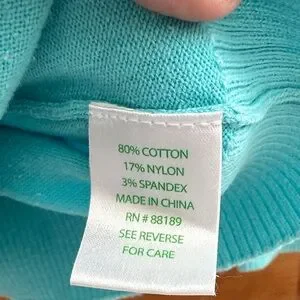 80% COTTON
17% NYLON
3% SPANDEX
MADE IN CHINA
RN # 88189
SEE REVERSE
FOR CARE